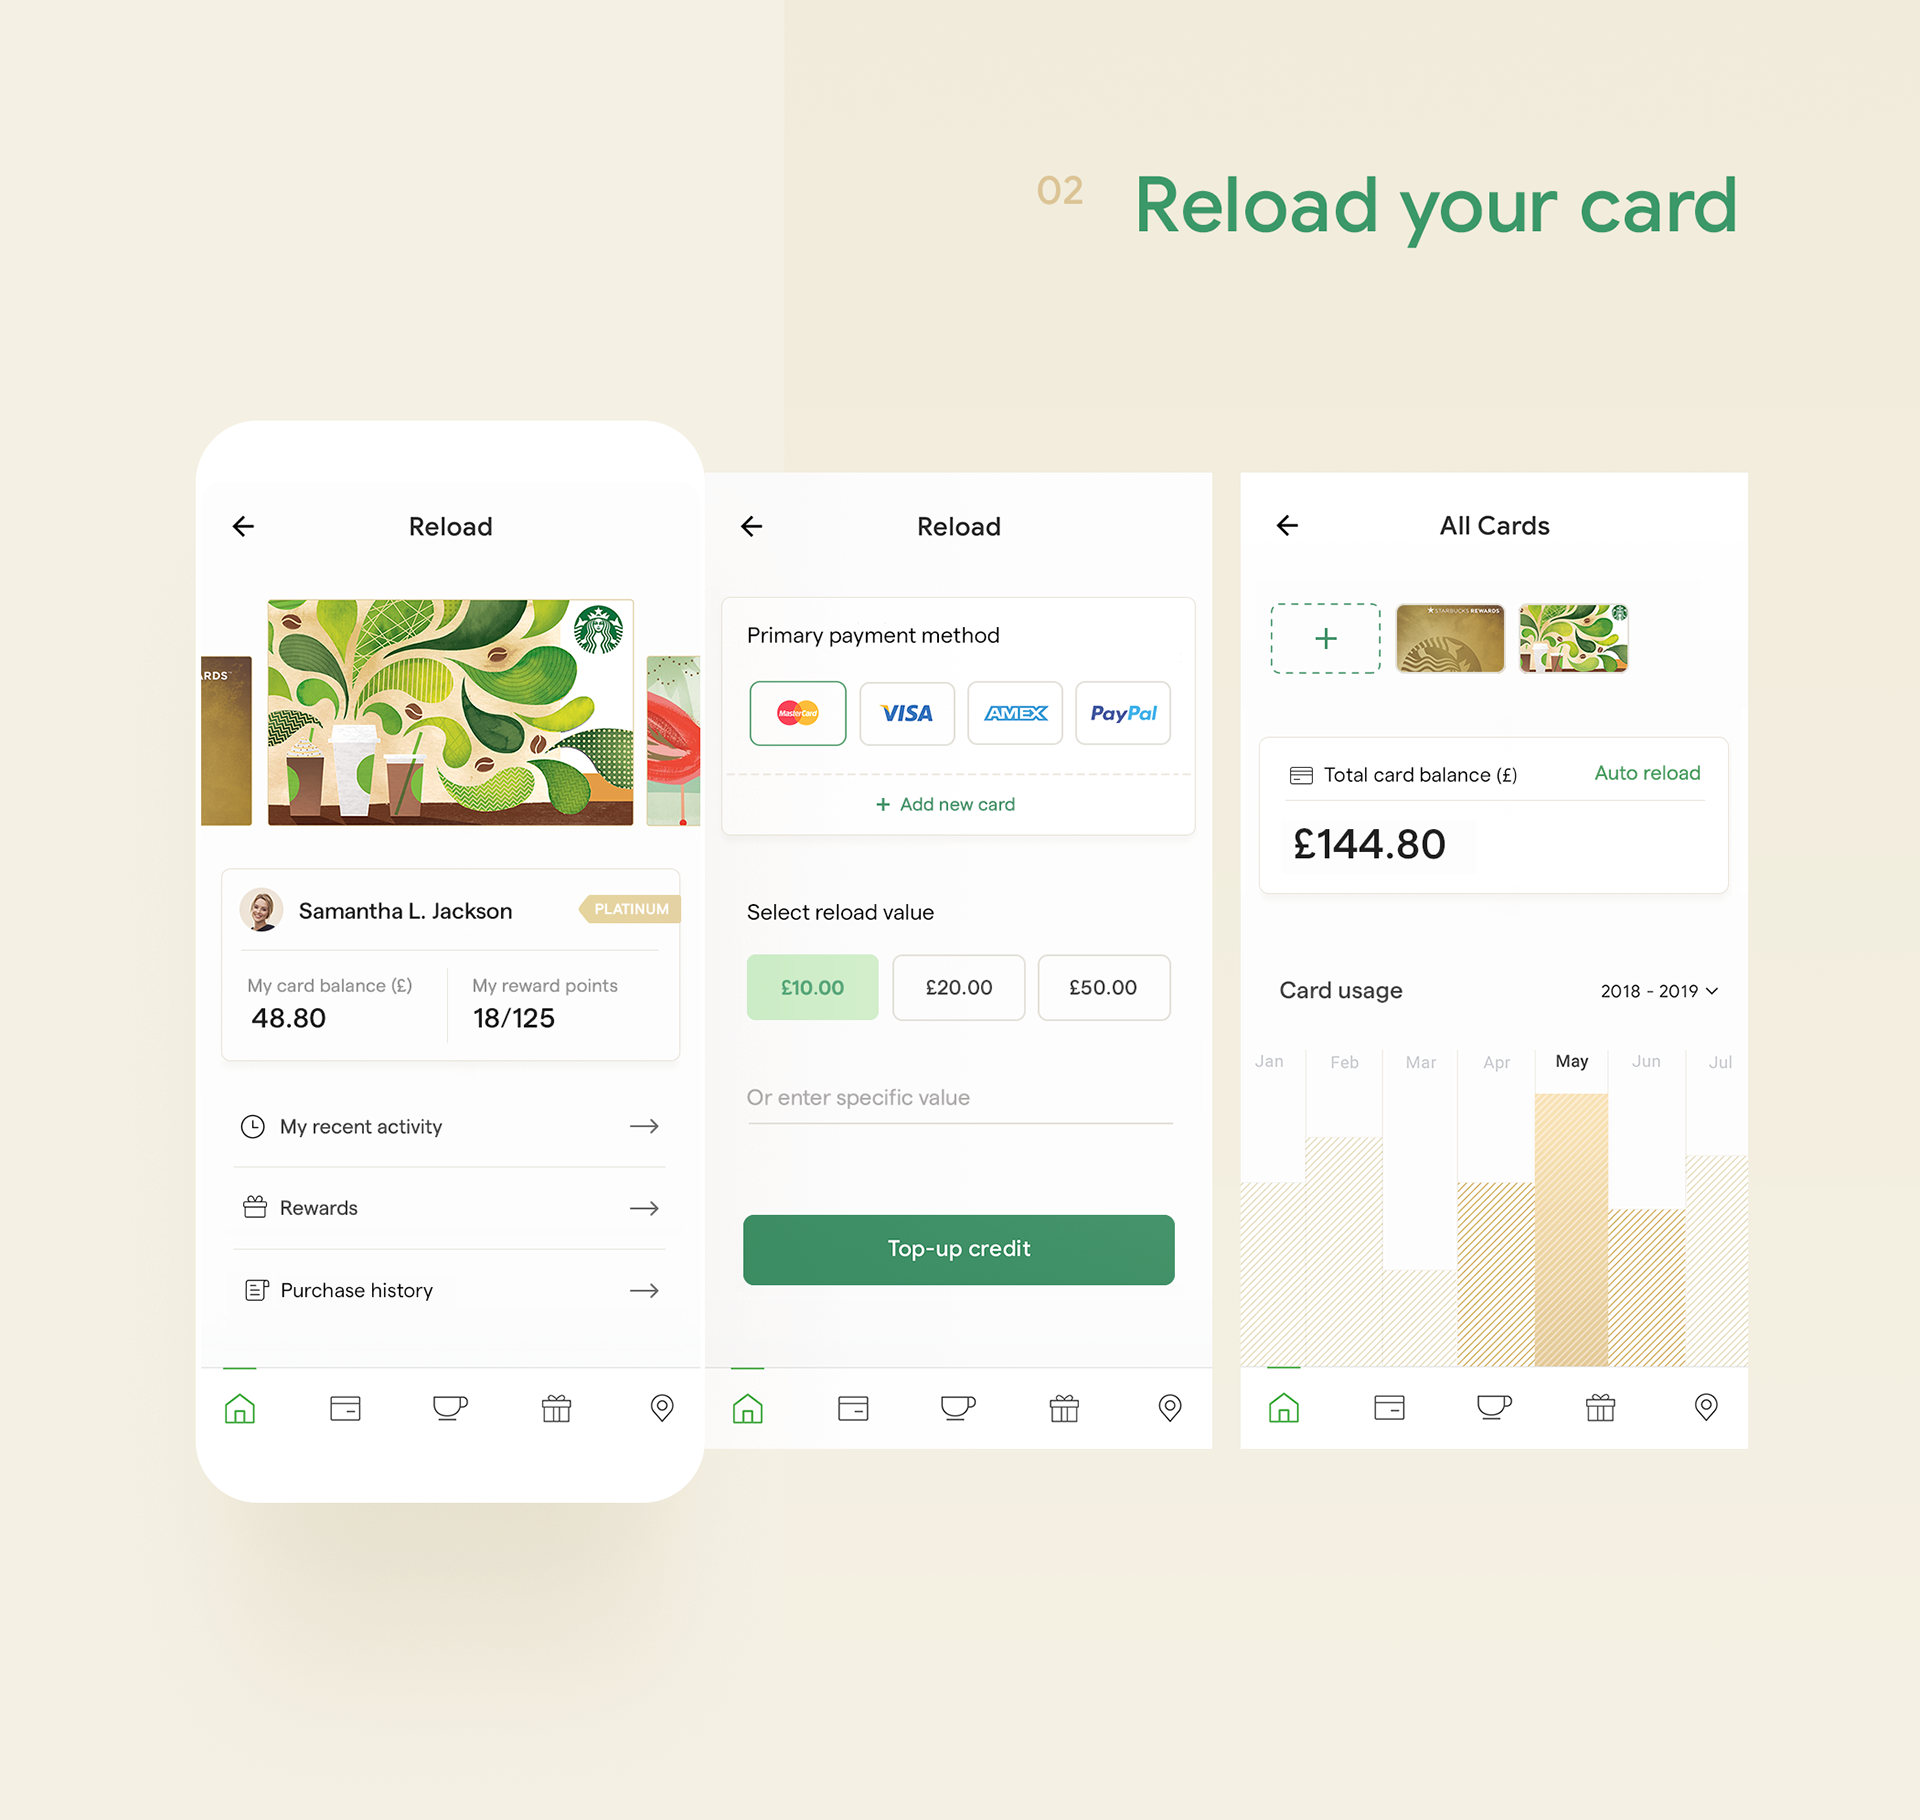 02 Reload your card
Reload
ARDS
Samantha L. Jackson
PLATINUM
My card balance (£)
48.80
My reward points
18/125
My recent activity
Rewards
Purchase history
Reload
Primary payment method
MasterCard
VISA
AMEX
PayPal
+ Add new card
Select reload value
£10.00
£20.00
£50.00
Or enter specific value
Top-up credit
All Cards
+
STARBUCKS REWARDS
Total card balance (£)
Auto reload
£144.80
Card usage
2018 - 2019
Jan Feb Mar Apr May Jun Jul